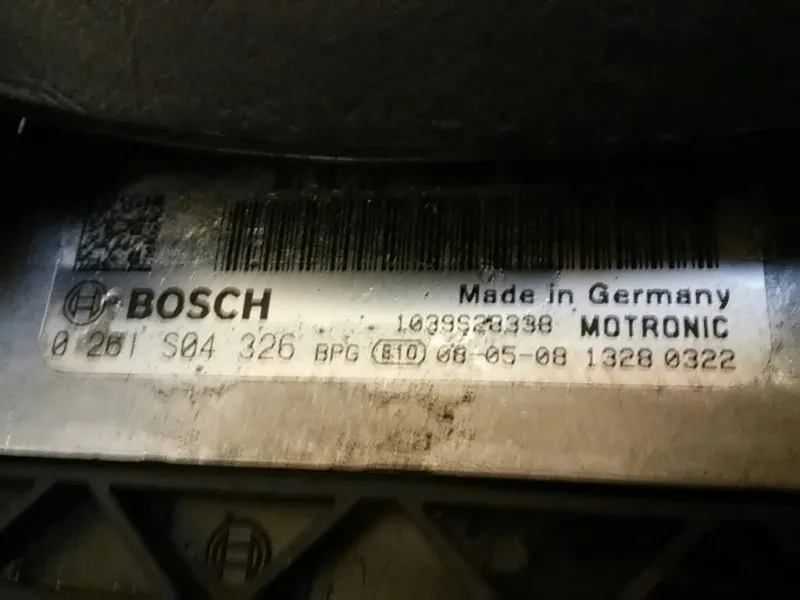 BOSCH Made in Germany
1039S28338 MOTRONIC
0 261 S04 326 BPG 810 08-05-08 1328 0322